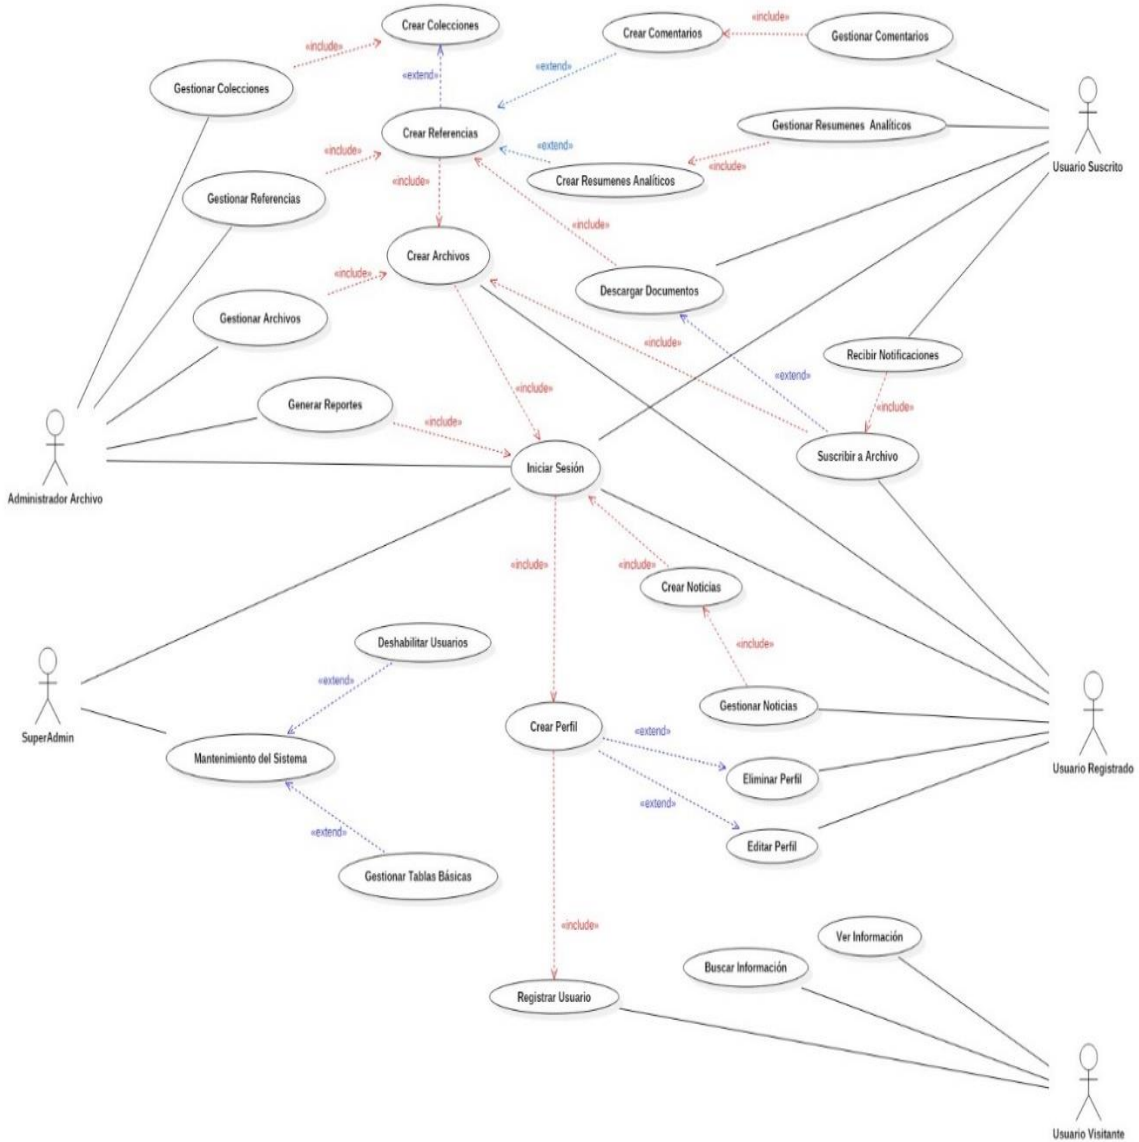 Crear Colecciones
Crear Comentarios
«include»
Gestionar Comentarios
«include»
«extend»
«extend»
Gestionar Colecciones
Crear Referencias
Gestionar Resumenes Analíticos
«include»
«extend»
«include»
Usuario Suscrito
«include»
Crear Resumenes Analíticos
Gestionar Referencias
«include»
Crear Archivos
«include»
Descargar Documentos
Gestionar Archivos
«include»
Recibir Notificaciones
«extend»
«include»
Generar Reportes
«include»
«include»
Suscribir a Archivo
Iniciar Sesión
Administrador Archivo
«include»
«include»
Crear Noticias
Deshabilitar Usuarios
«include»
«extend»
Gestionar Noticias
SuperAdmin
Crear Perfil
«extend»
Mantenimiento del Sistema
Usuario Registrado
Eliminar Perfil
«extend»
«extend»
Editar Perfil
Gestionar Tablas Básicas
«include»
Ver Información
Buscar Información
Registrar Usuario
Usuario Visitante